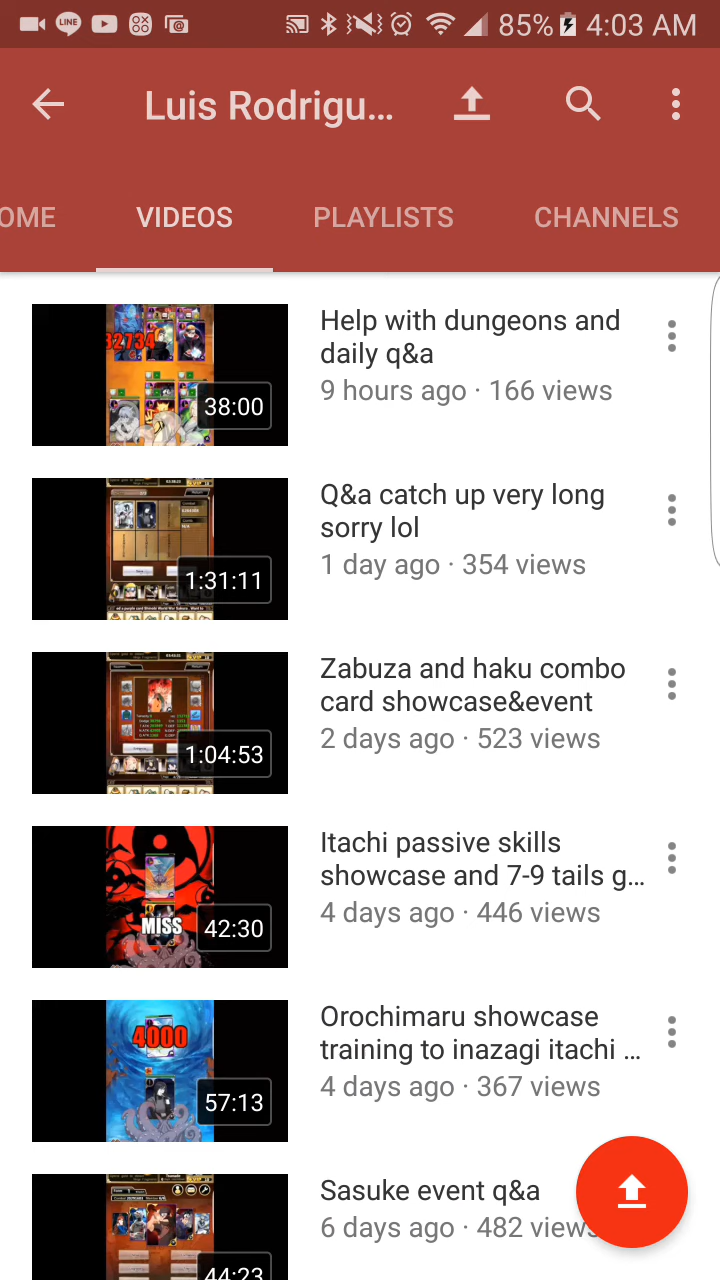 LINE
85% 4:03 AM
Luis Rodrigu...
OME VIDEOS PLAYLISTS CHANNELS
32734
38:00
Help with dungeons and
daily q&a
9 hours ago · 166 views
1:31:11
Q&a catch up very long
sorry lol
1 day ago · 354 views
1:04:53
Zabuza and haku combo
card showcase&event
2 days ago · 523 views
MISS
42:30
Itachi passive skills
showcase and 7-9 tails g...
4 days ago · 446 views
4000
57:13
Orochimaru showcase
training to inazagi itachi ...
4 days ago · 367 views
44:23
Sasuke event q&a
6 days ago · 482 views